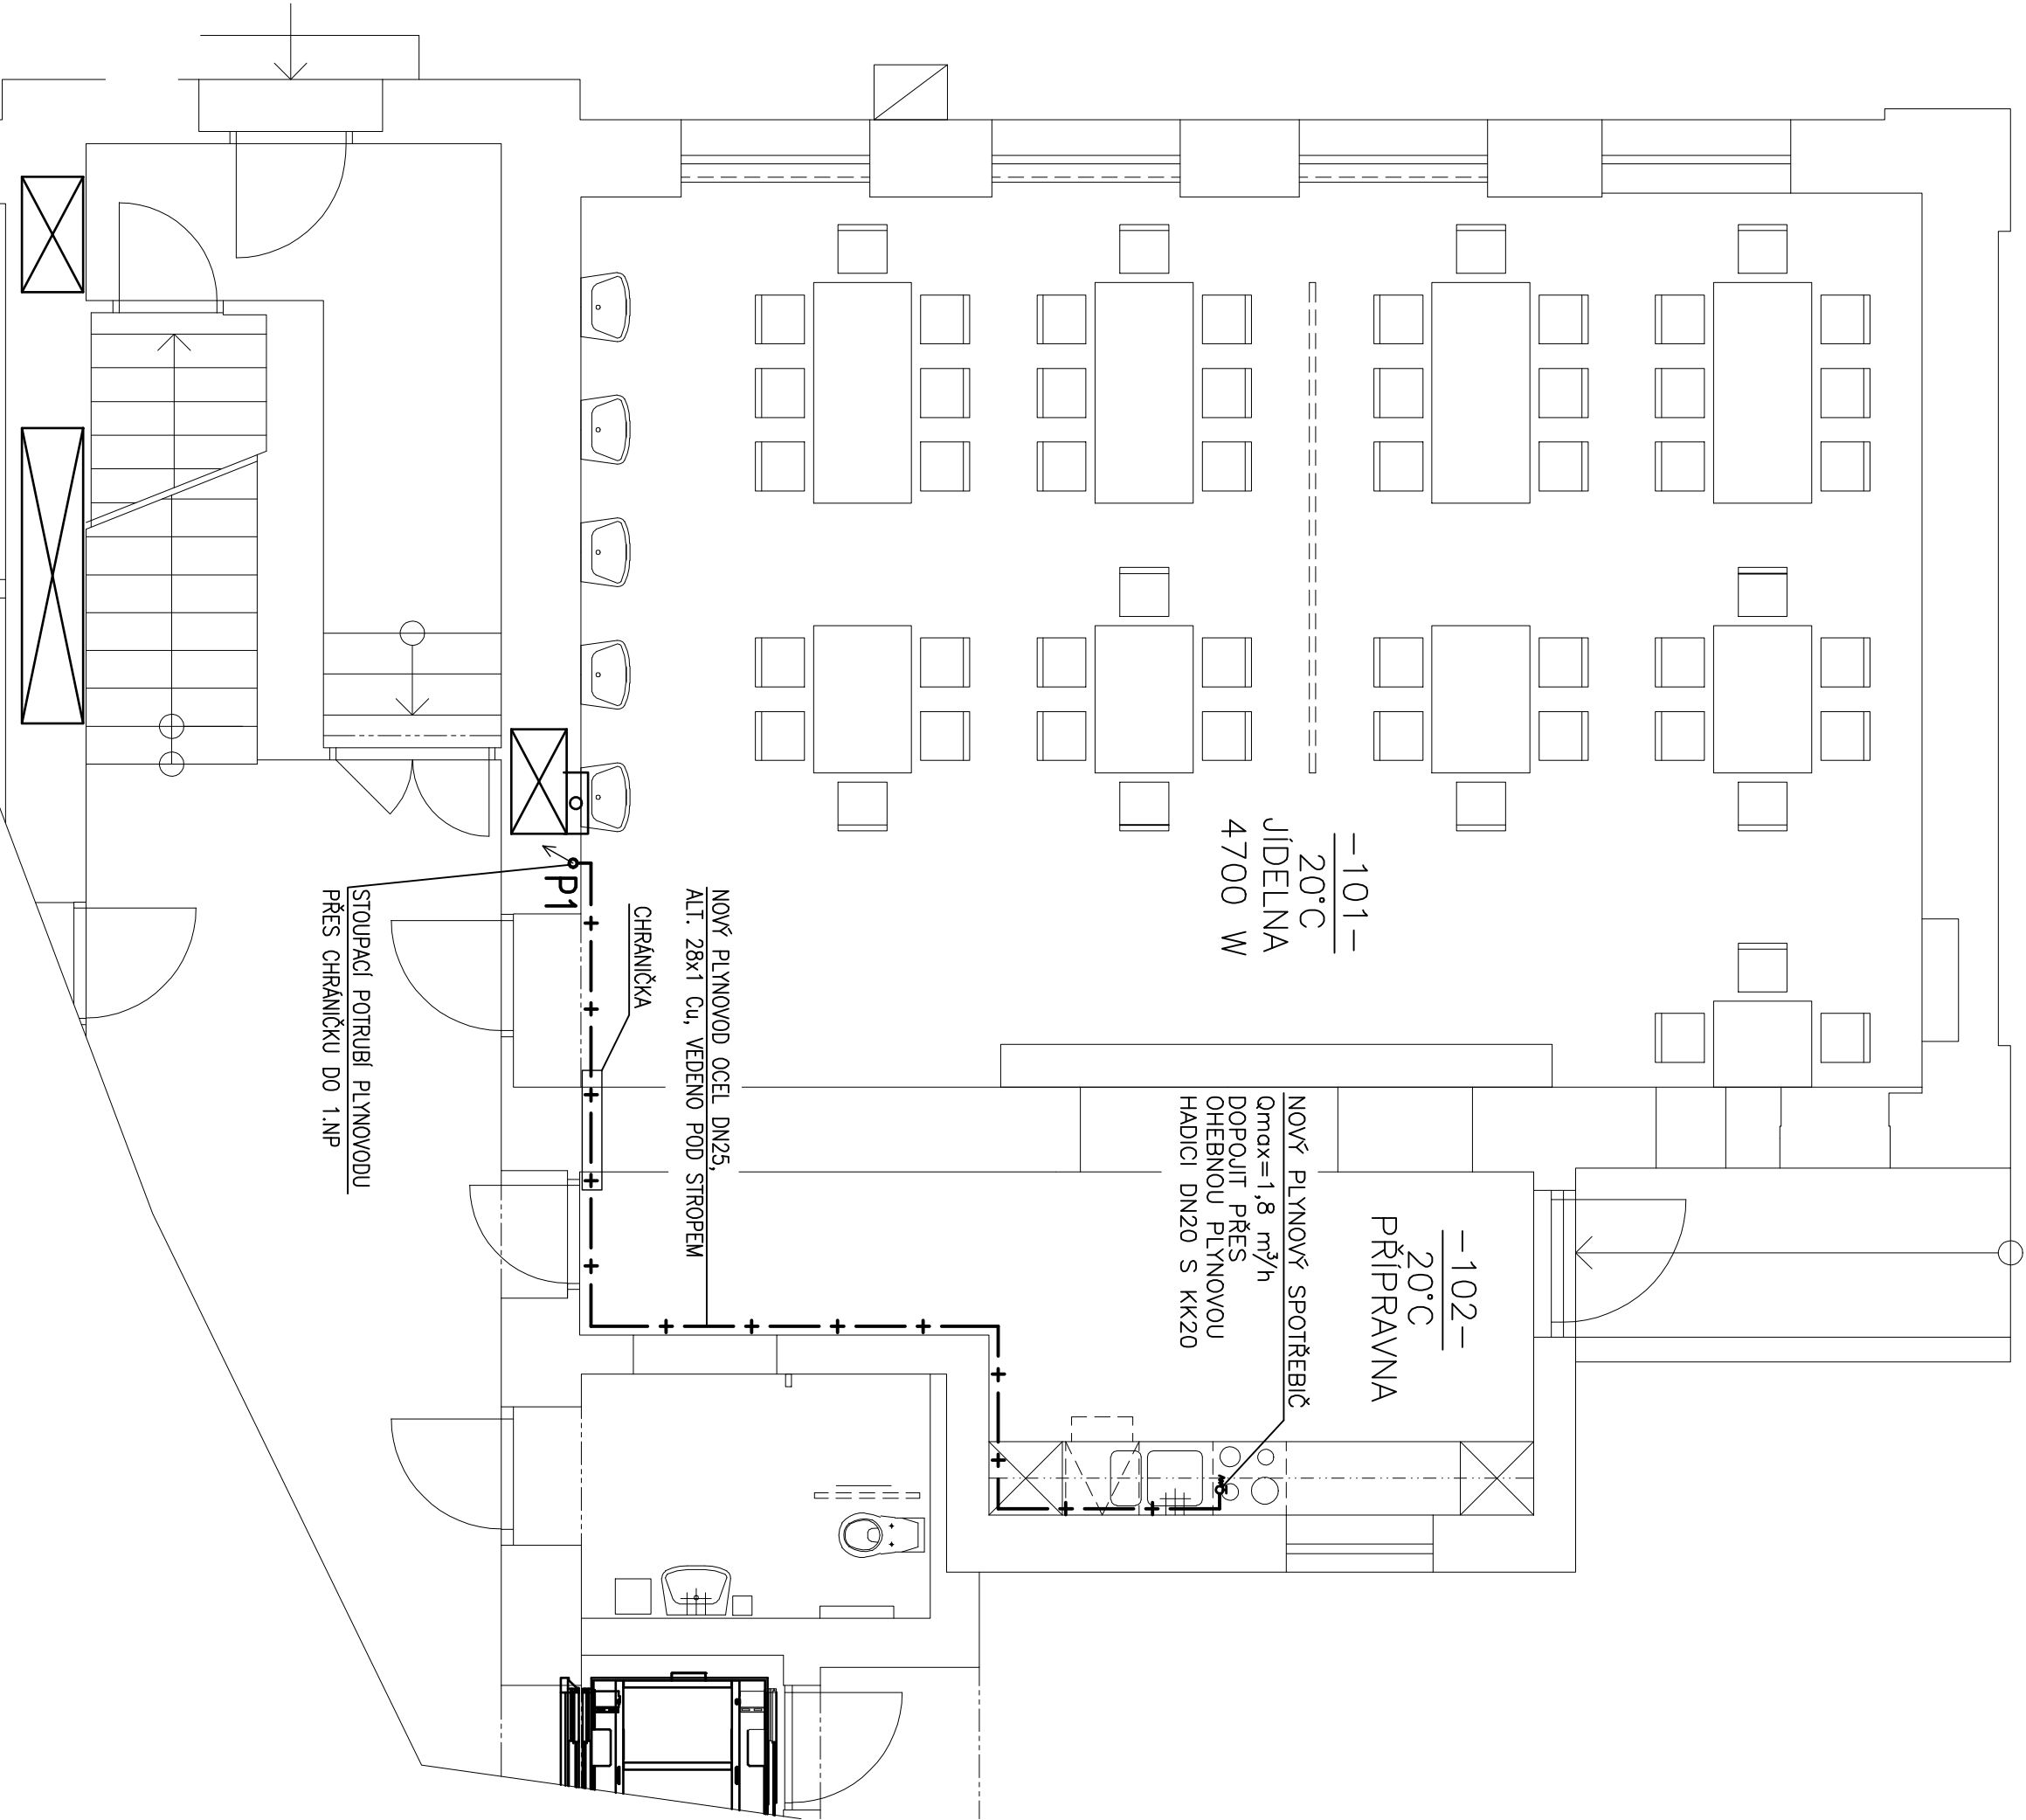 -101-
20°C
JÍDELNA
4700 W
P1
CHRÁNIČKA
NOVÝ PLYNOVOD OCEL DN25,
ALT. 28x1 Cu, VEDENO POD STROPEM
STOUPACÍ POTRUBÍ PLYNOVODU
PŘES CHRÁNIČKU DO 1.NP
-102-
20°C
PŘÍPRAVNA
NOVÝ PLYNOVÝ SPOTŘEBIČ
Qmax=1,8 m³/h
DOPOJIT PŘES
OHEBNOU PLYNOVOU
HADICI DN20 S KK20